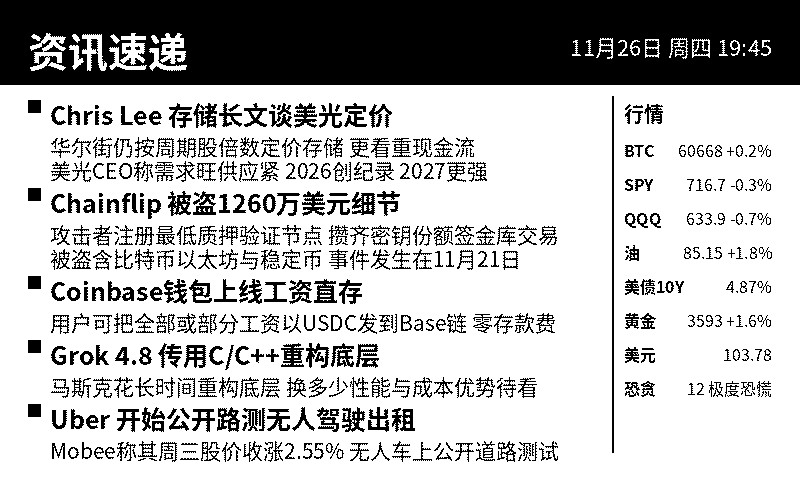 资讯速递
11月26日 周四 19:45
Chris Lee 存储长文谈美光定价
华尔街仍按周期股倍数定价存储 更看重现金流
美光CEO称需求旺供应紧 2026创纪录 2027更强
Chainflip 被盗1260万美元细节
攻击者注册最低质押验证节点 攒齐密钥份额签金库交易
被盗含比特币以太坊与稳定币 事件发生在11月21日
Coinbase钱包上线工资直存
用户可把全部或部分工资以USDC发到Base链 零存款费
Grok 4.8 传用C/C++重构底层
马斯克花长时间重构底层 换多少性能与成本优势待看
Uber 开始公开路测无人驾驶出租
Mobee称其周三股价收涨2.55% 无人车上公开道路测试
行情
BTC 60668 +0.2%
SPY 716.7 -0.3%
QQQ 633.9 -0.7%
油 85.15 +1.8%
美债10Y 4.87%
黄金 3593 +1.6%
美元 103.78
恐贪 12 极度恐慌